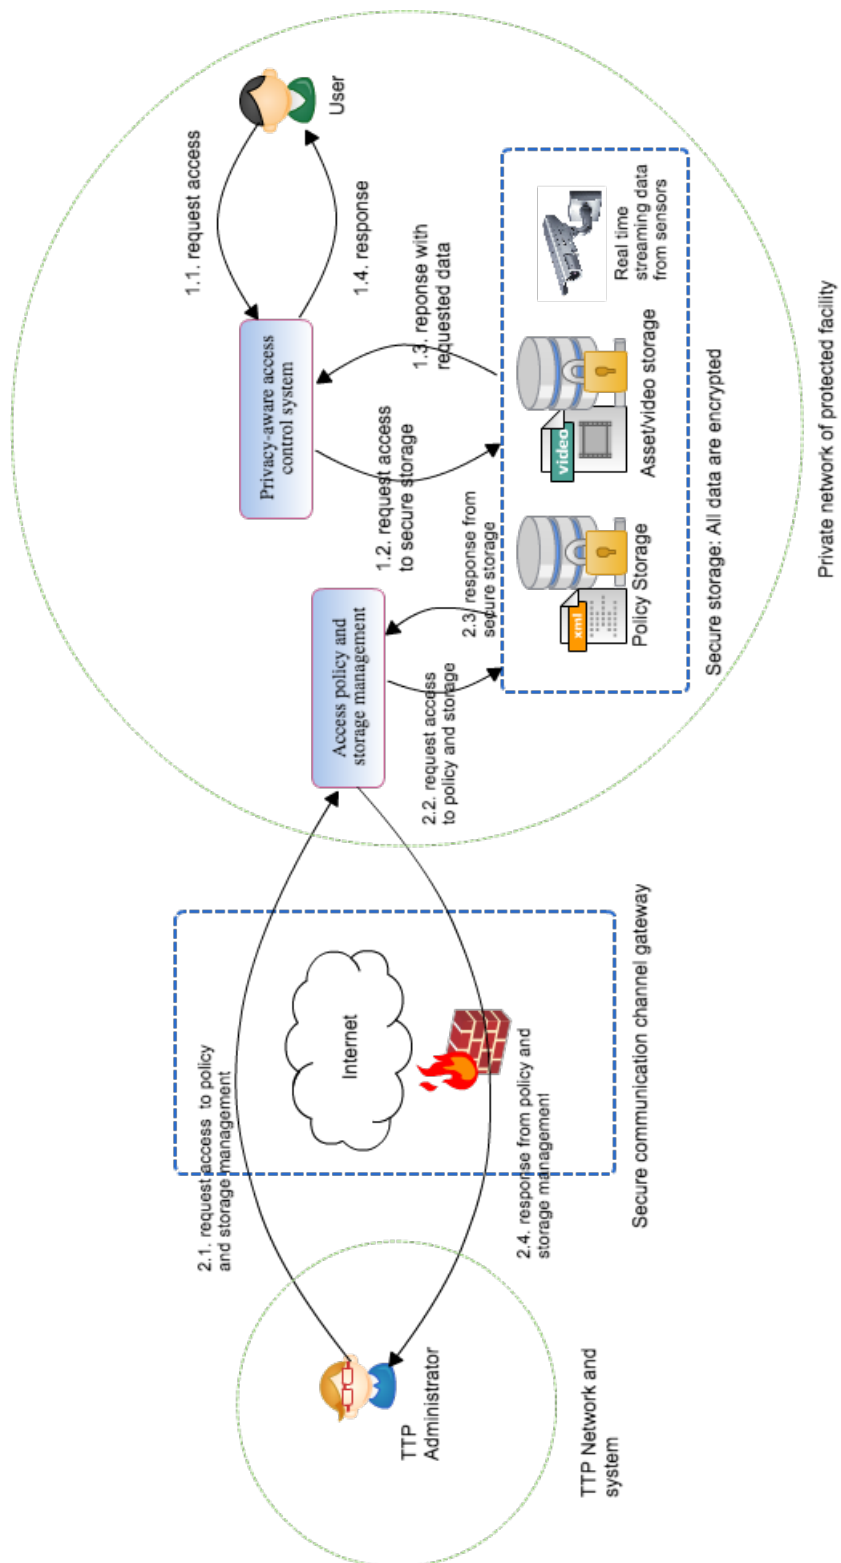 TTP
Administrator
TTP Network and
system
2.1. request access  to policy
and storage management
Internet
2.4. response from policy and
storage management
Secure communication channel gateway
Access policy and
storage management
2.2. request access
to policy and storage
2.3. response from
secure storage
Privacy-aware access
control system
1.1. request access
1.4. response
User
1.2. request access
to secure storage
1.3. reponse with
requested data
xml
Policy Storage
video
Asset/video storage
Real time
streaming data
from sensors
Secure storage: All data are encrypted
Private network of protected facility